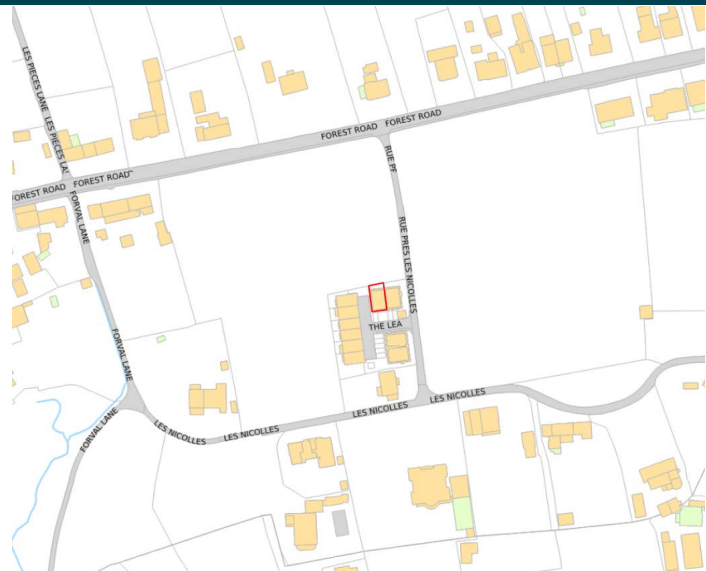 LES PIECES LANE LES PIECES LA
FOREST ROAD FOREST ROAD
FOREST ROAD FOREST ROAD
RUE PF
RUE PRES LES NICOLLES
FORVAL LANE
FORVAL LANE
FORVAL LANE
THE LEA
LES NICOLLES
LES NICOLLES
LES NICOLLES
LES NICOLLES